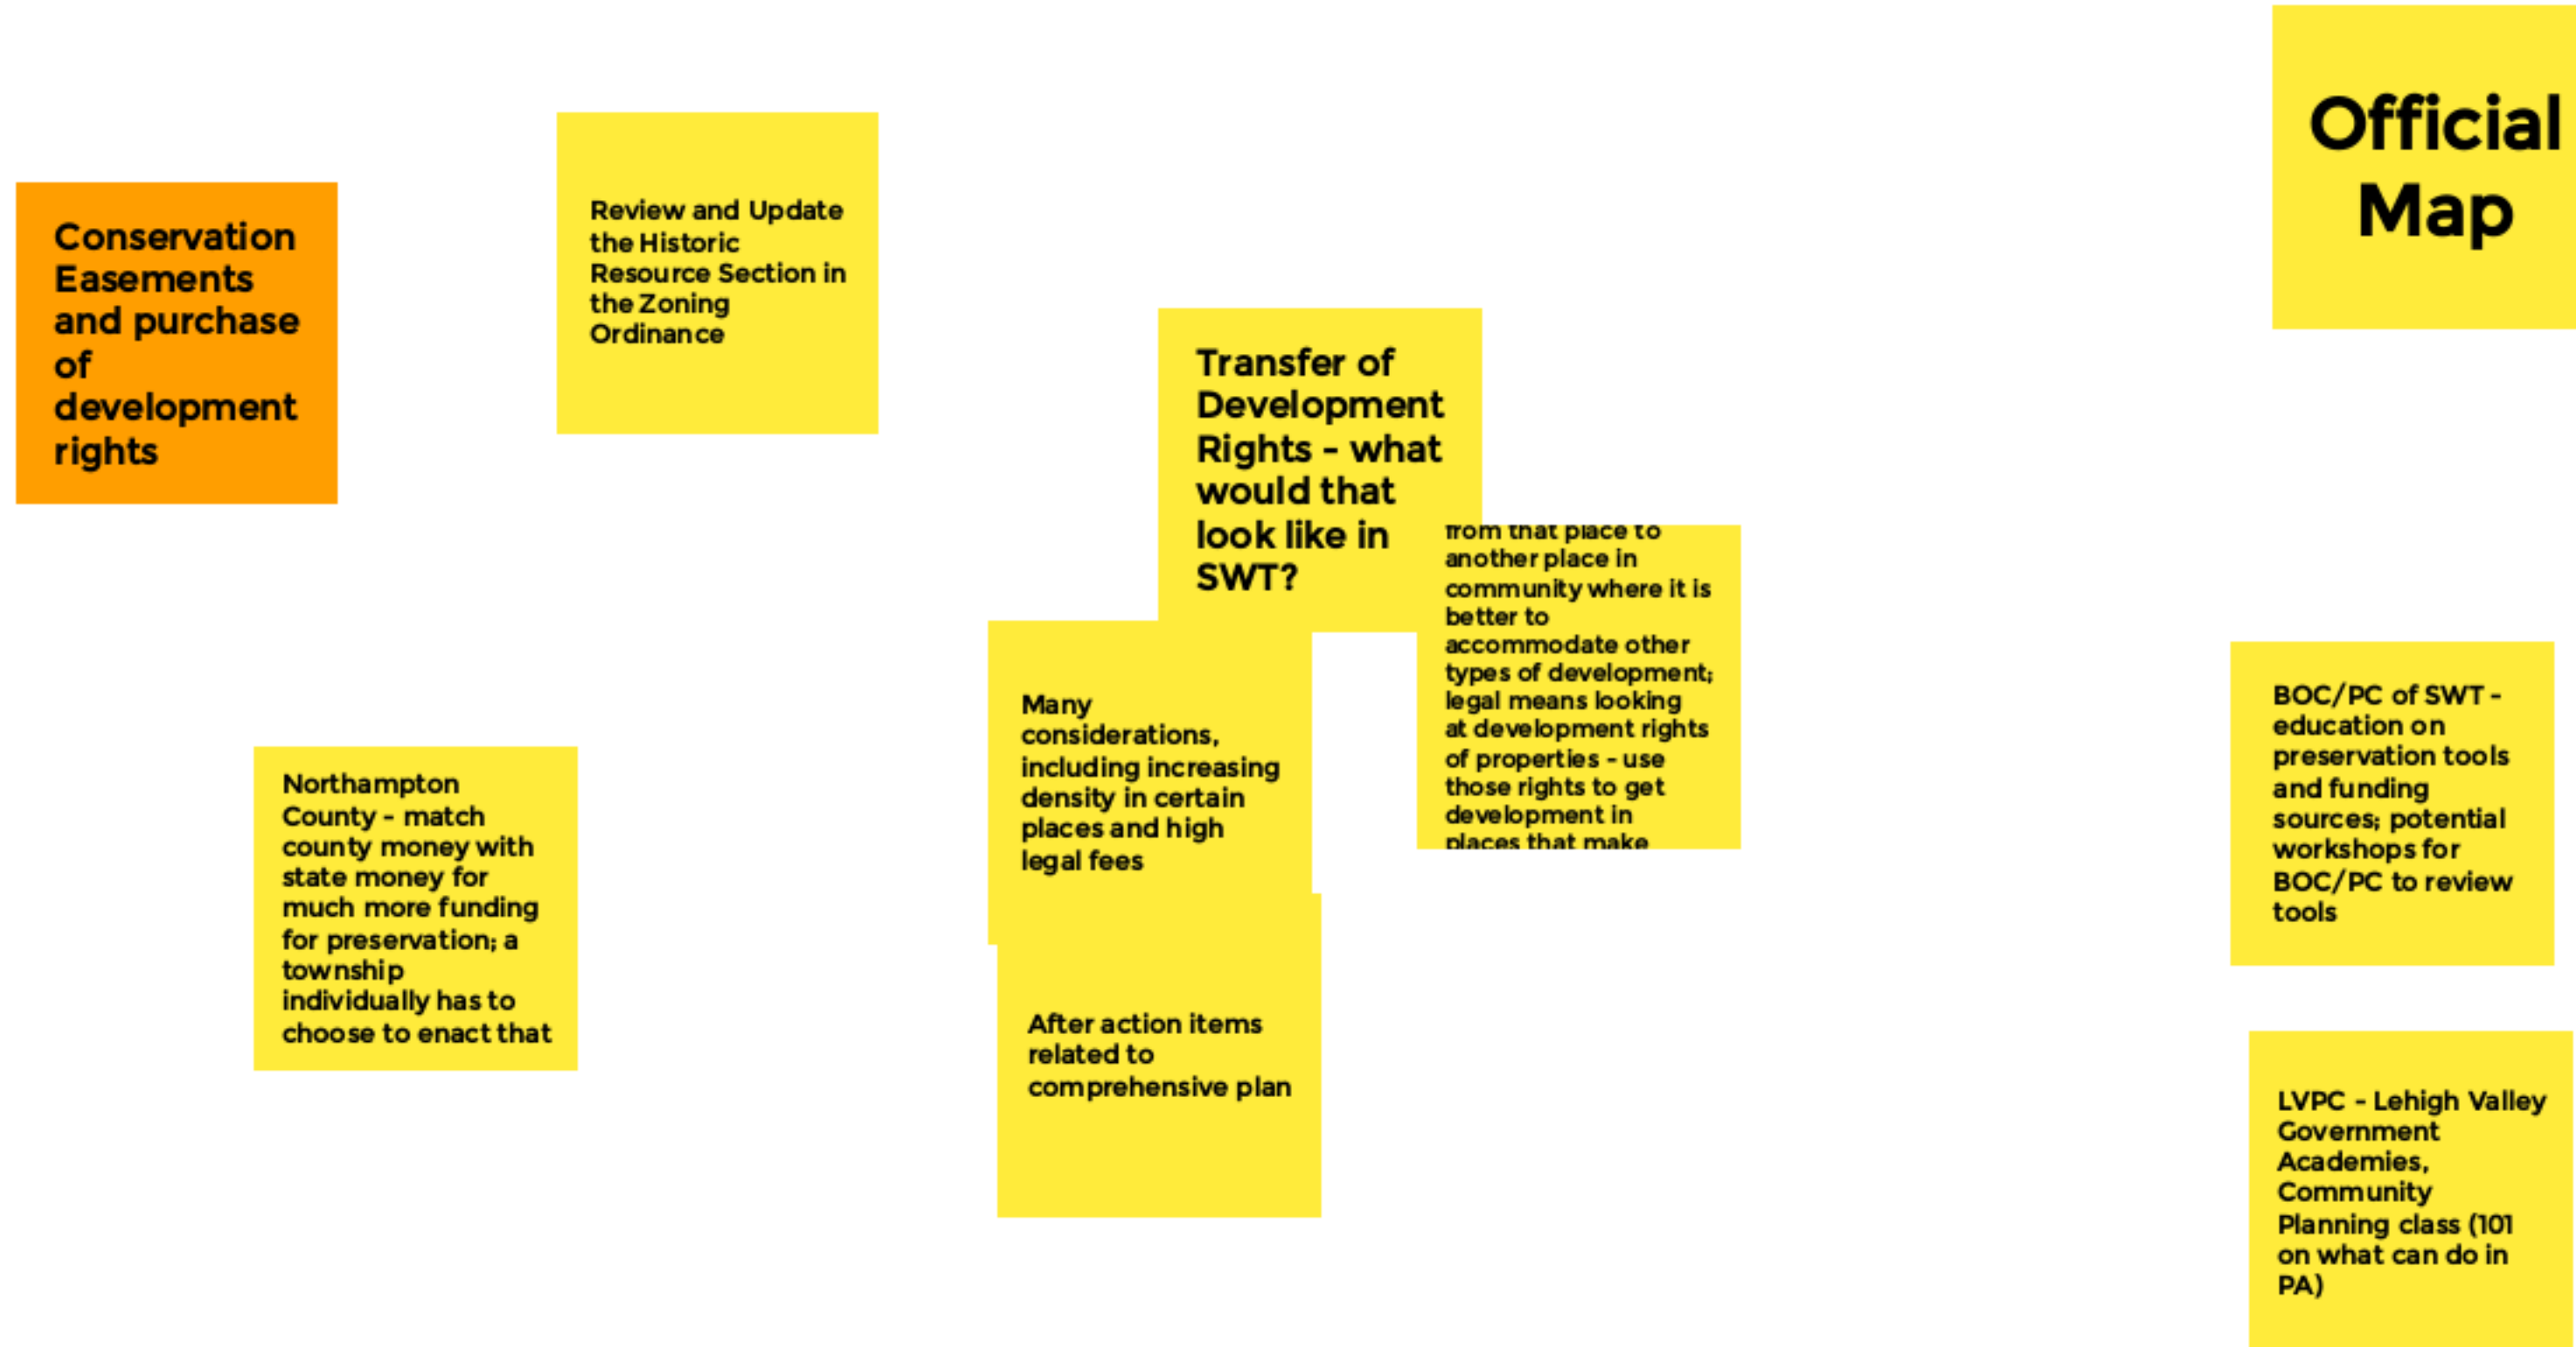 Conservation
Easements
and purchase
of
development
rights
Review and Update
the Historic
Resource Section in
the Zoning
Ordinance
Northampton
County - match
county money with
state money for
much more funding
for preservation; a
township
individually has to
choose to enact that
Transfer of
Development
Rights - what
would that
look like in
SWT?
from that place to
another place in
community where it is
better to
accommodate other
types of development;
legal means looking
at development rights
of properties - use
those rights to get
development in
places that make
Many
considerations,
including increasing
density in certain
places and high
legal fees
After action items
related to
comprehensive plan
Official
Map
BOC/PC of SWT -
education on
preservation tools
and funding
sources; potential
workshops for
BOC/PC to review
tools
LVPC - Lehigh Valley
Government
Academies,
Community
Planning class (101
on what can do in
PA)